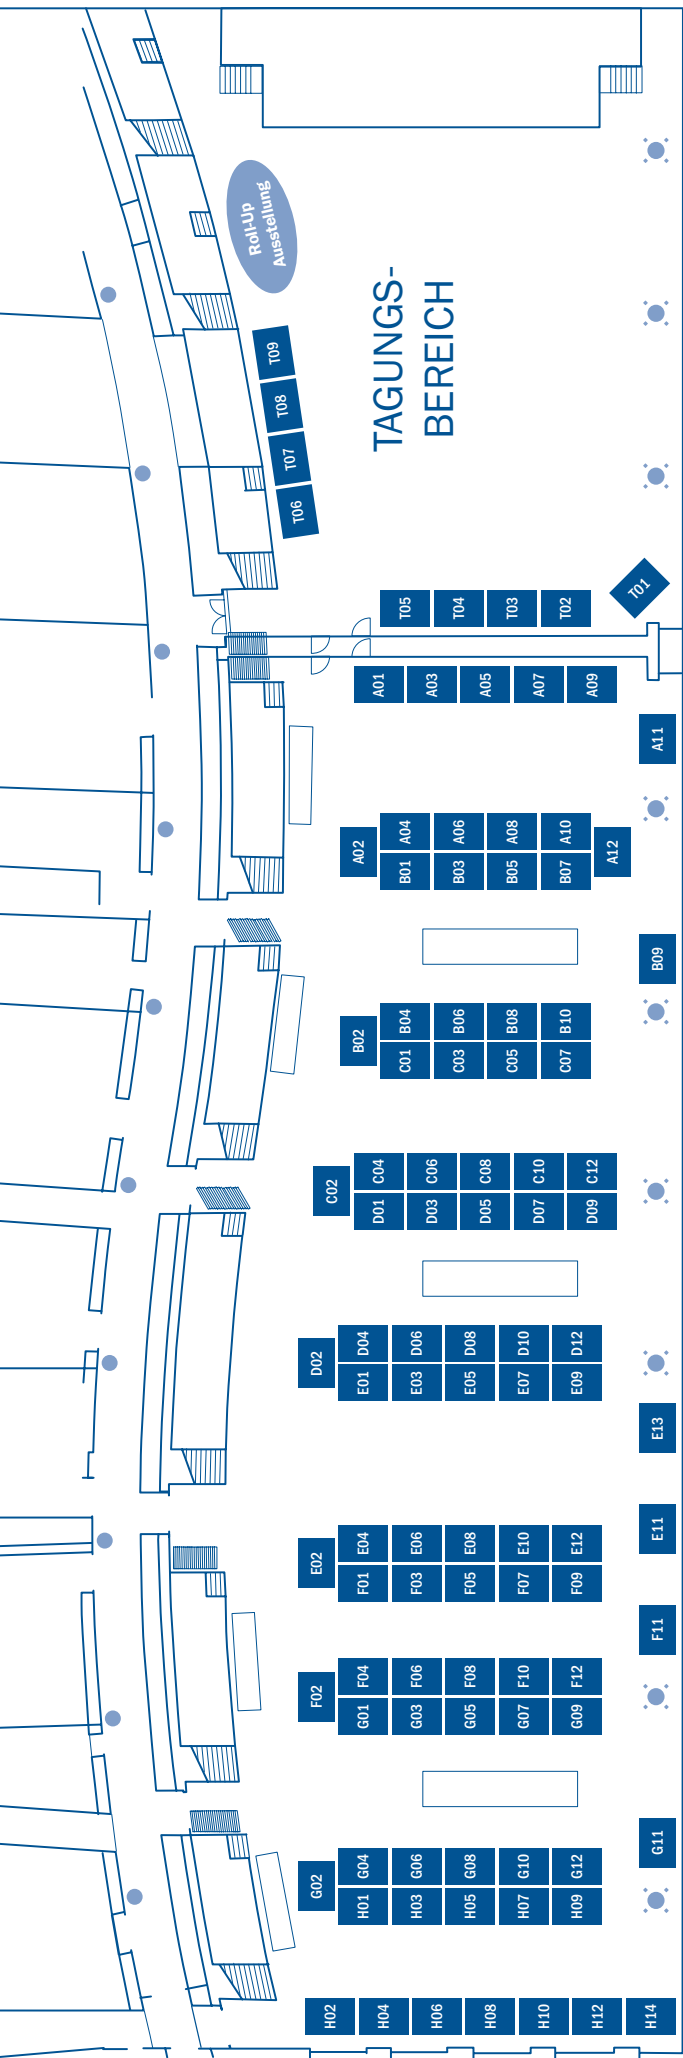 Roll-Up
Ausstellung
TAGUNGS-
BEREICH
T09
T08
T07
T06
T05
T04
T03
T02
T01
A01
A03
A05
A07
A09
A11
A02
A04
A06
A08
A10
A12
B01
B03
B05
B07
B09
B02
B04
B06
B08
B10
C01
C03
C05
C07
C02
C04
C06
C08
C10
C12
D01
D03
D05
D07
D09
D02
D04
D06
D08
D10
D12
E01
E03
E05
E07
E09
E13
E11
E02
E04
E06
E08
E10
E12
F01
F03
F05
F07
F09
F11
F02
F04
F06
F08
F10
F12
G01
G03
G05
G07
G09
G11
G02
G04
G06
G08
G10
G12
H01
H03
H05
H07
H09
H02
H04
H06
H08
H10
H12
H14